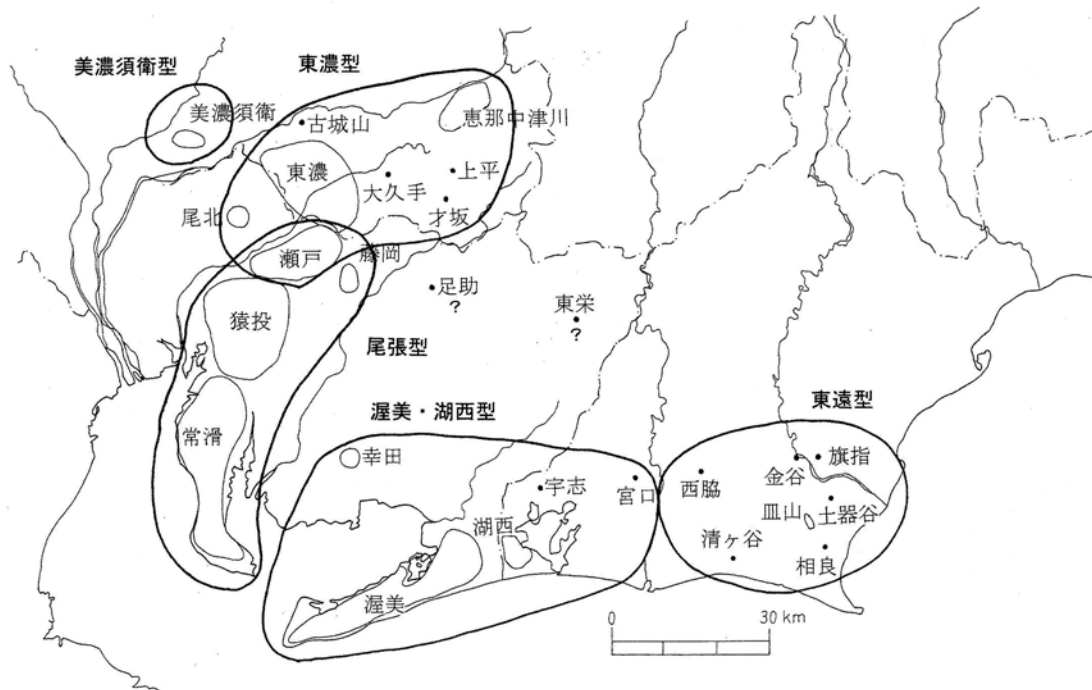 美濃須衛型
東濃型
美濃須衛
古城山
恵那中津川
東濃
大久手
上平
才坂
尾北
瀬戸
藤岡
足助
?
東栄
?
猿投
尾張型
渥美・湖西型
東遠型
常滑
幸田
宇志
宮口
西脇
金谷
旗指
湖西
皿山
土器谷
清ヶ谷
相良
渥美
0
30 km